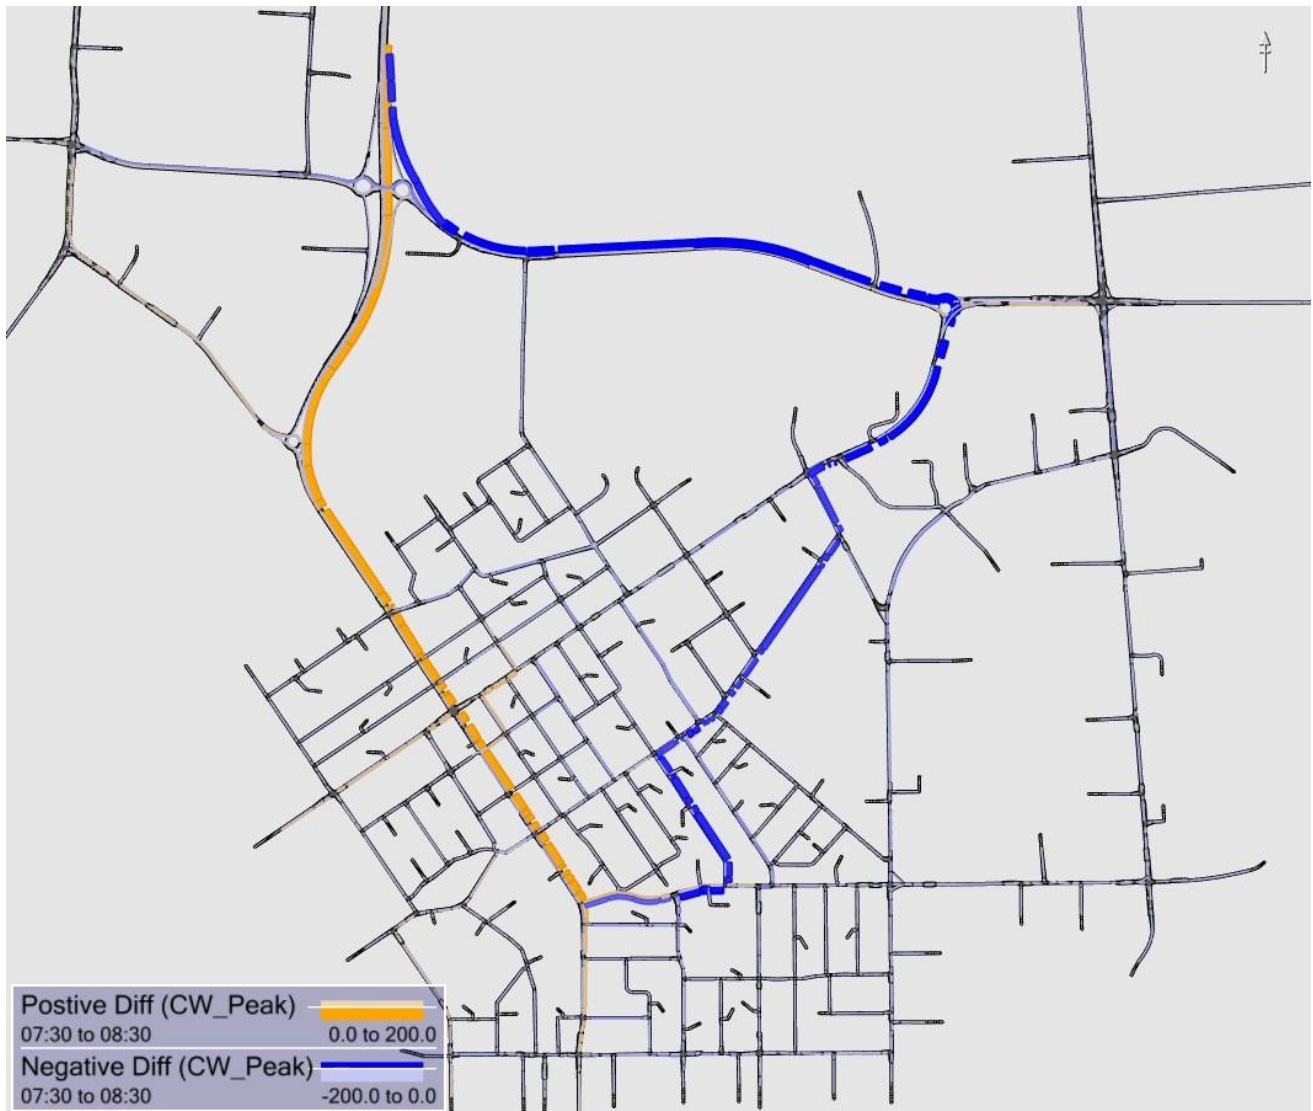 Postive Diff (CW_Peak)
07:30 to 08:30 0.0 to 200.0
Negative Diff (CW_Peak)
07:30 to 08:30 -200.0 to 0.0